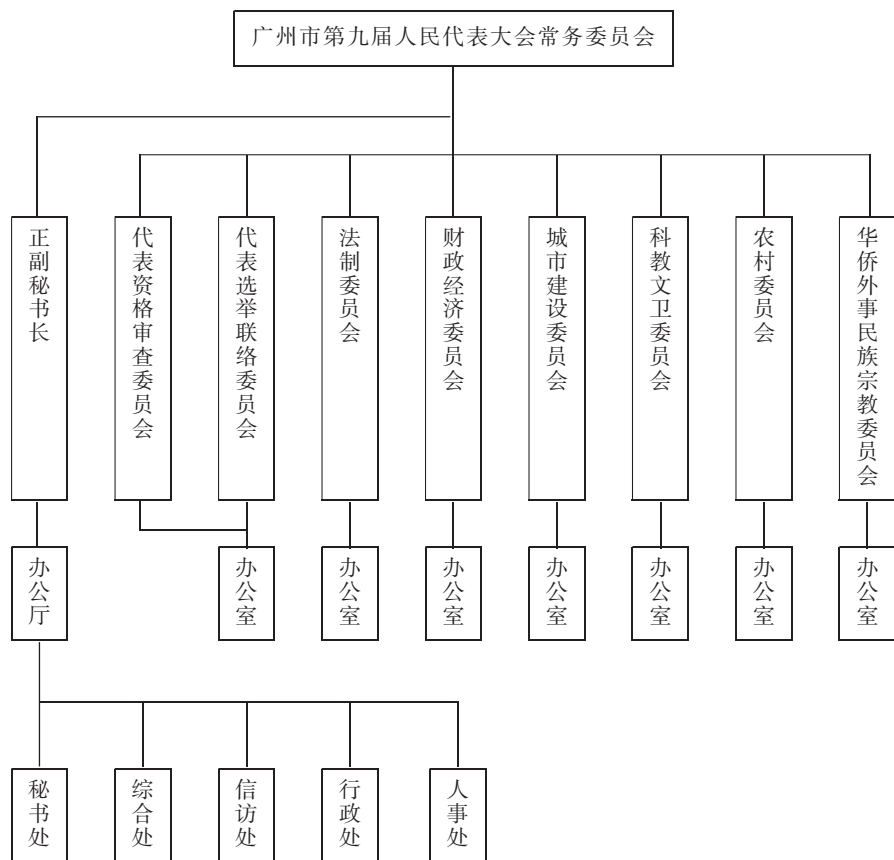 广州市第九届人民代表大会常务委员会
正副秘书长
代表资格审查委员会
代表选举联络委员会
法制委员会
财政经济委员会
城市建设委员会
科教文卫委员会
农村委员会
华侨外事民族宗教委员会
办公厅
办公室
办公室
办公室
办公室
办公室
办公室
办公室
秘书处
综合处
信访处
行政处
人事处